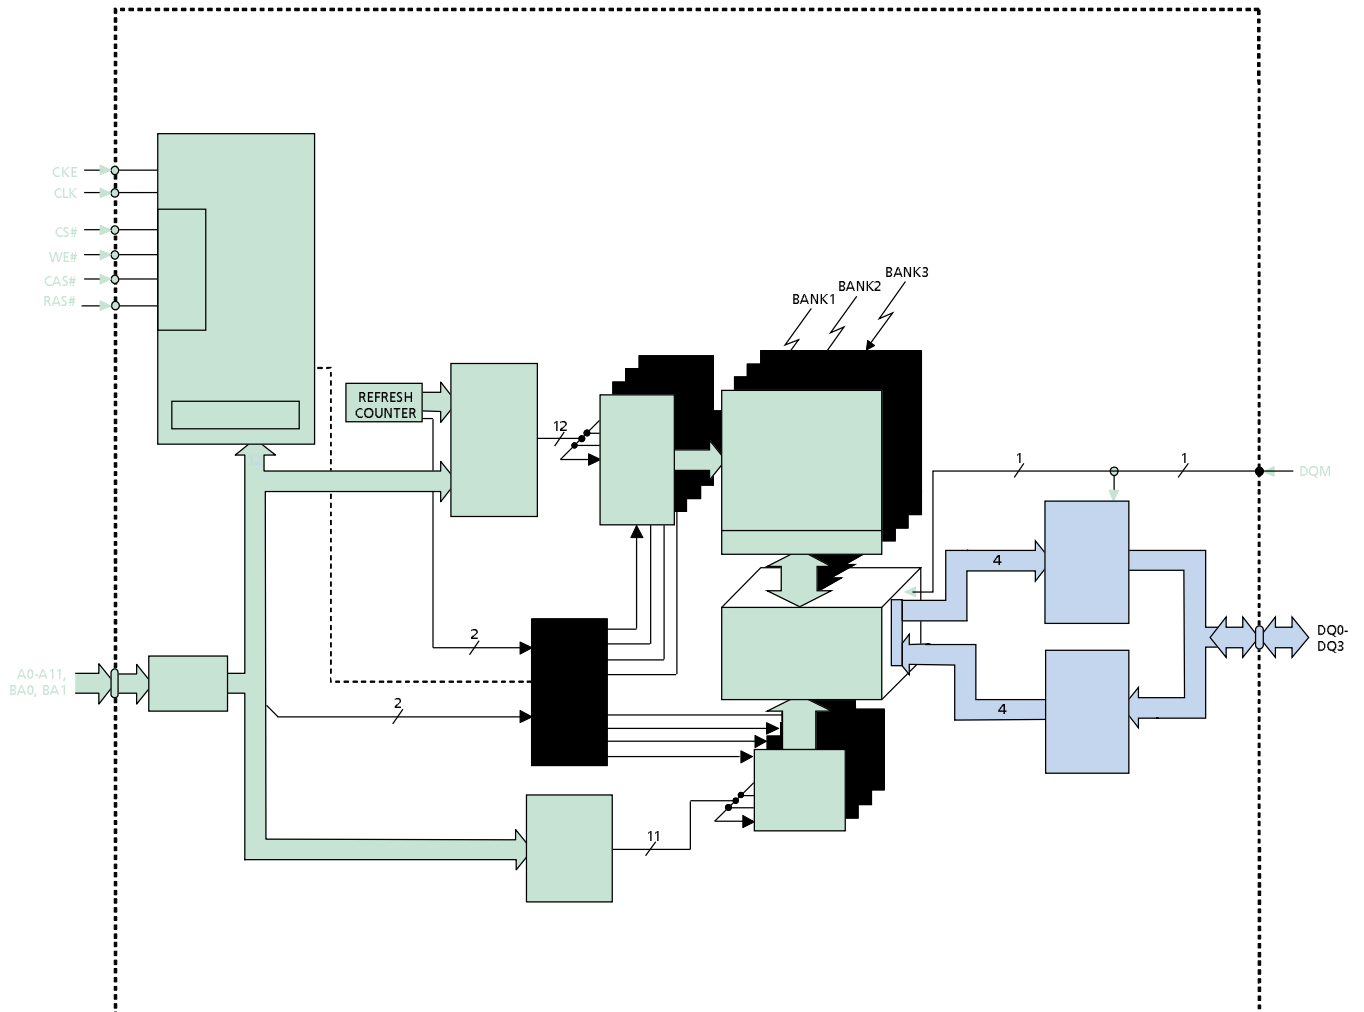 CKE
CLK
CS#
WE#
CAS#
RAS#
BANK3
BANK2
BANK1
REFRESH
COUNTER
12
1
1
DQM
4
2
DQ0-
DQ3
A0-A11,
BA0, BA1
2
4
11